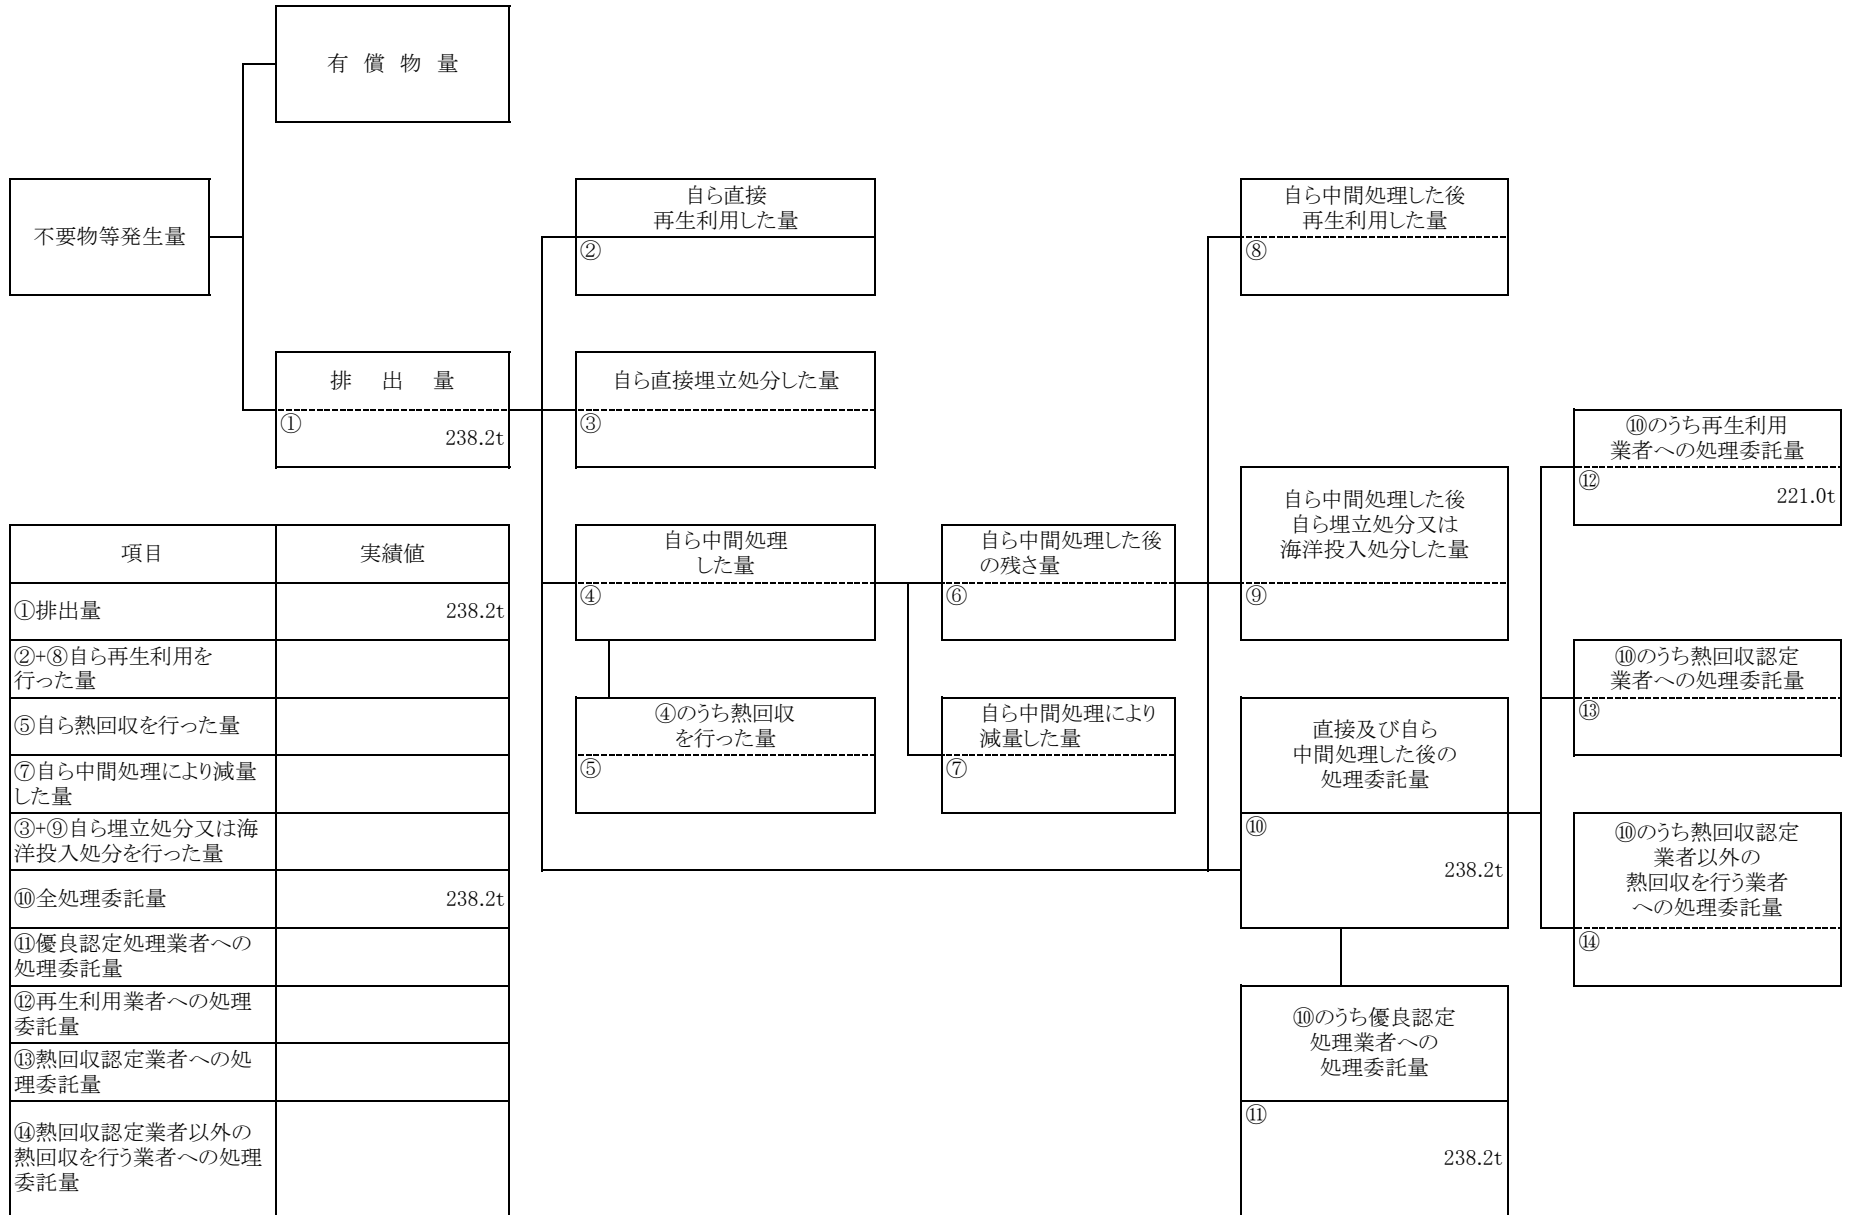 有償物量
不要物等発生量
排出量
①
238.2t
自ら直接
再生利用した量
②
自ら直接埋立処分した量
③
自ら中間処理
した量
④
④のうち熱回収
を行った量
⑤
自ら中間処理した後
の残さ量
⑥
自ら中間処理により
減量した量
⑦
自ら中間処理した後
再生利用した量
⑧
自ら中間処理した後
自ら埋立処分又は
海洋投入処分した量
⑨
直接及び自ら
中間処理した後の
処理委託量
⑩
238.2t
⑩のうち優良認定
処理業者への
処理委託量
⑪
238.2t
⑩のうち再生利用
業者への処理委託量
⑫
221.0t
⑩のうち熱回収認定
業者への処理委託量
⑬
⑩のうち熱回収認定
業者以外の
熱回収を行う業者
への処理委託量
⑭
項目 実績値
①排出量 238.2t
②+⑧自ら再生利用を
行った量
⑤自ら熱回収を行った量
⑦自ら中間処理により減量
した量
③+⑨自ら埋立処分又は海
洋投入処分を行った量
⑩全処理委託量 238.2t
⑪優良認定処理業者への
処理委託量
⑫再生利用業者への処理
委託量
⑬熱回収認定業者への処
理委託量
⑭熱回収認定業者以外の
熱回収を行う業者への処理
委託量